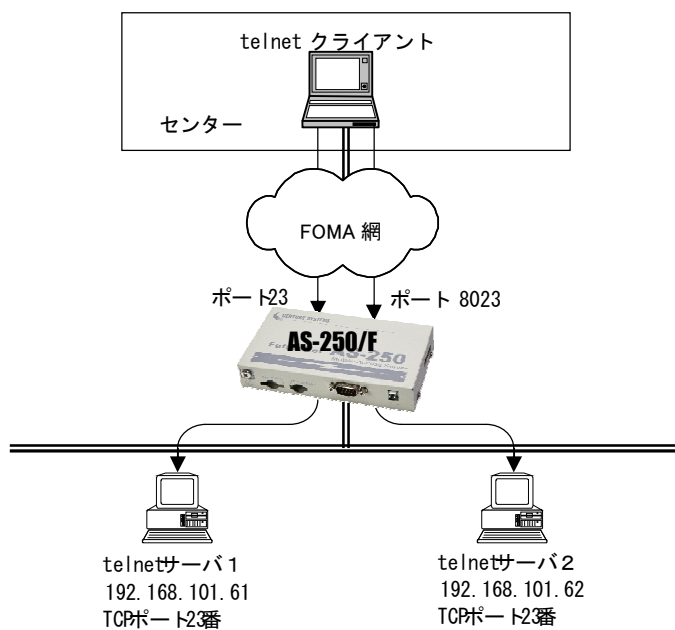 telnet クライアント
センター
FOMA 網
ポート23
ポート 8023
AS-250/F
AS-250
telnetサーバ1
192.168.101.61
TCPポート23番
telnetサーバ2
192.168.101.62
TCPポート23番